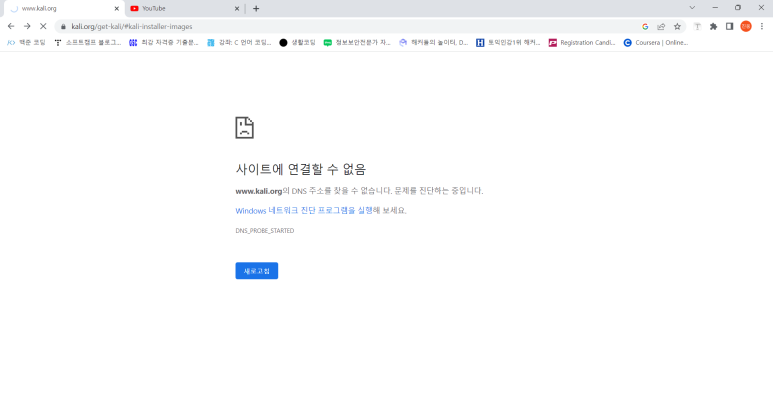 www.kali.org
YouTube
kali.org/get-kali/#kali-installer-images
백준 코딩
소프트캠프 블로그...
최강 자격증 기출문...
강좌: C 언어 코딩...
생활코딩
정보보안전문가 자...
해커들의 놀이터, D...
토익인강1위 해커...
Registration Candi...
Coursera | Online...
사이트에 연결할 수 없음
www.kali.org의 DNS 주소를 찾을 수 없습니다. 문제를 진단하는 중입니다.
Windows 네트워크 진단 프로그램을 실행해 보세요.
DNS_PROBE_STARTED
새로고침